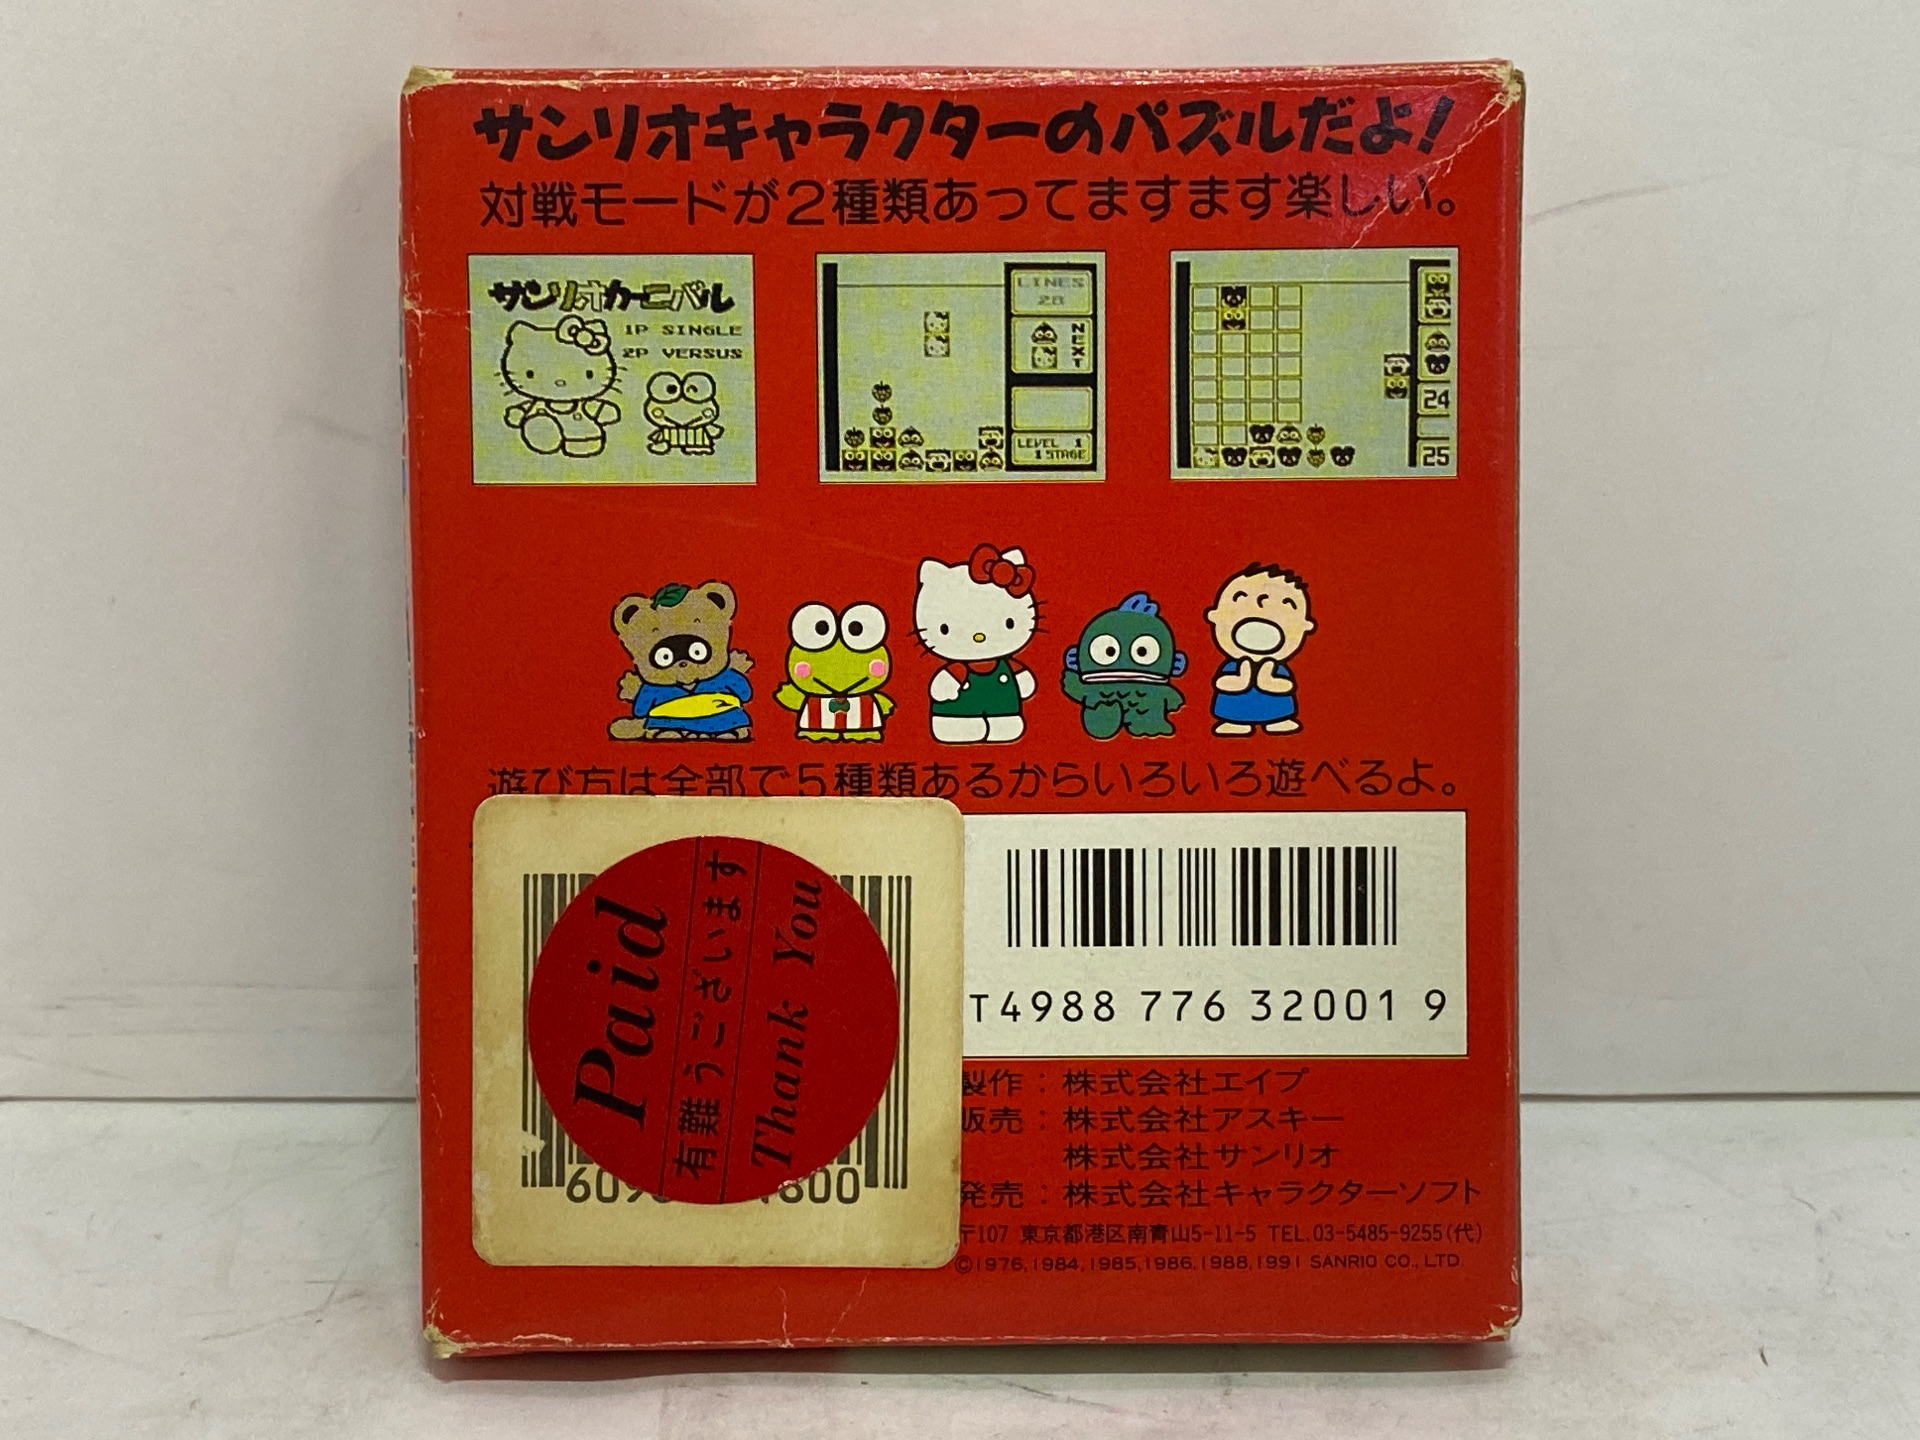 サンリオキャラクターのパズルだよ!
対戦モードが2種類あってますます楽しい。
サンリオカーニバル
1P SINGLE
2P VERSUS
LINES
28
NEXT
LEVEL 1
1 STAGE
24
25
遊び方は全部で5種類あるからいろいろ遊べるよ。
Paid
有難うございます
Thank You
T4988 776 32001 9
製作：株式会社エイプ
販売：株式会社アスキー
株式会社サンリオ
発売：株式会社キャラクターソフト
〒107 東京都港区南青山5-11-5 TEL.03-5485-9255(代)
©1976,1984,1985,1986,1988,1991 SANRIO CO., LTD.